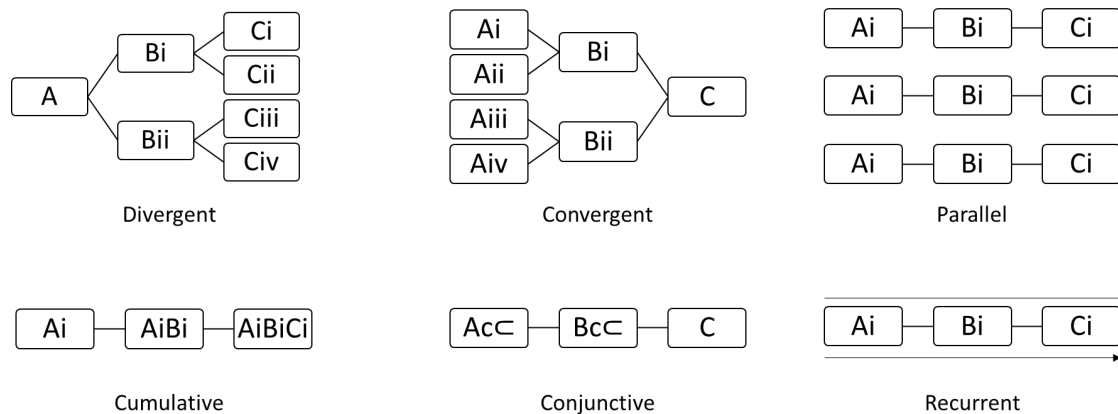 A
Bi
Bii
Ci
Cii
Ciii
Civ
Divergent
Ai
Aii
Aiii
Aiv
Bi
Bii
C
Convergent
Ai Bi Ci
Ai Bi Ci
Ai Bi Ci
Parallel
Ai AiBi AiBiCi
Cumulative
Ac⊂ Bc⊂ C
Conjunctive
Ai Bi Ci
Recurrent